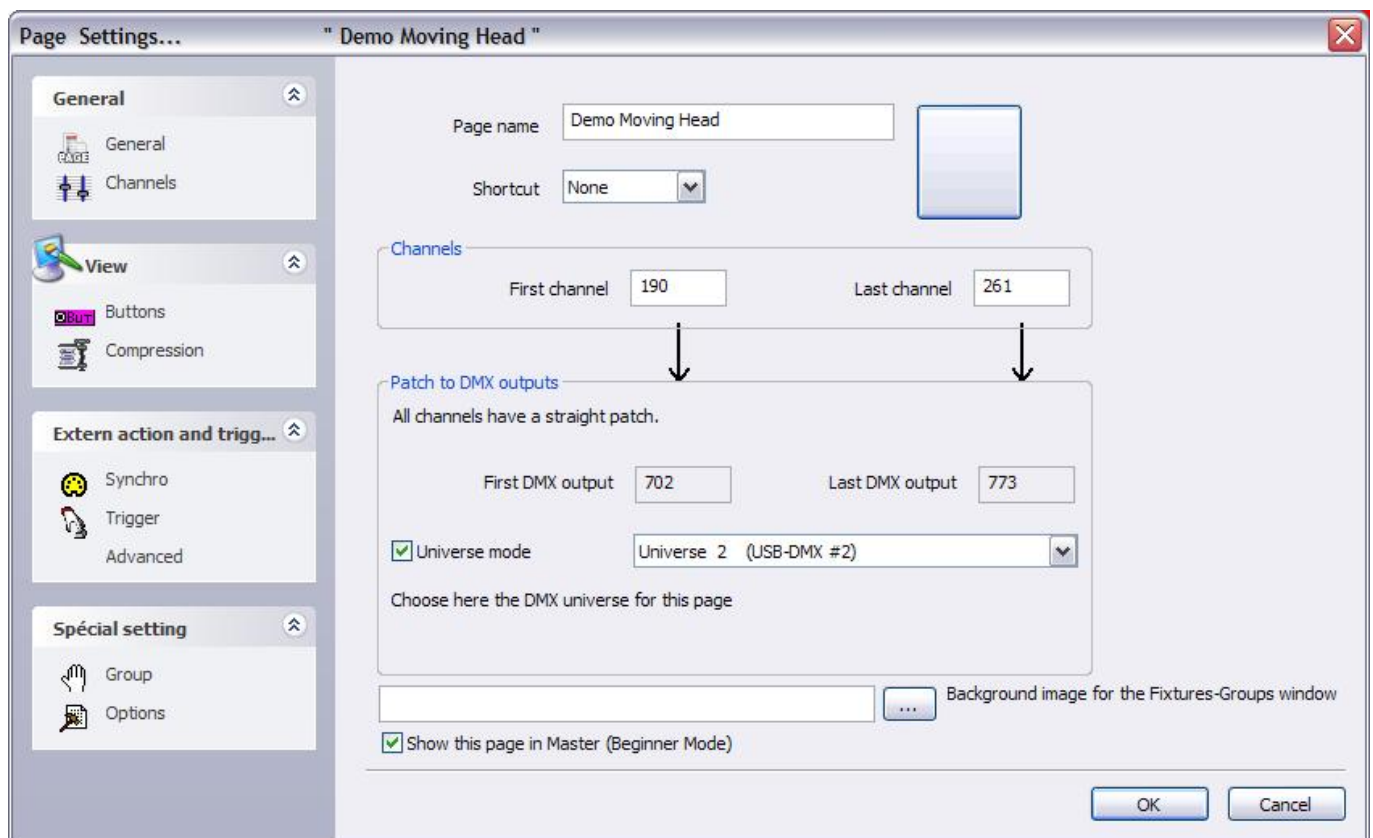 Page Settings... " Demo Moving Head "
General
General
PAGE
Channels
View
Buttons
Compression
Extern action and trigg...
Synchro
Trigger
Advanced
Spécial setting
Group
Options
Page name Demo Moving Head
Shortcut None
Channels
First channel 190 Last channel 261
Patch to DMX outputs
All channels have a straight patch.
First DMX output 702 Last DMX output 773
Universe mode Universe 2 (USB-DMX #2)
Choose here the DMX universe for this page
... Background image for the Fixtures-Groups window
Show this page in Master (Beginner Mode)
OK Cancel